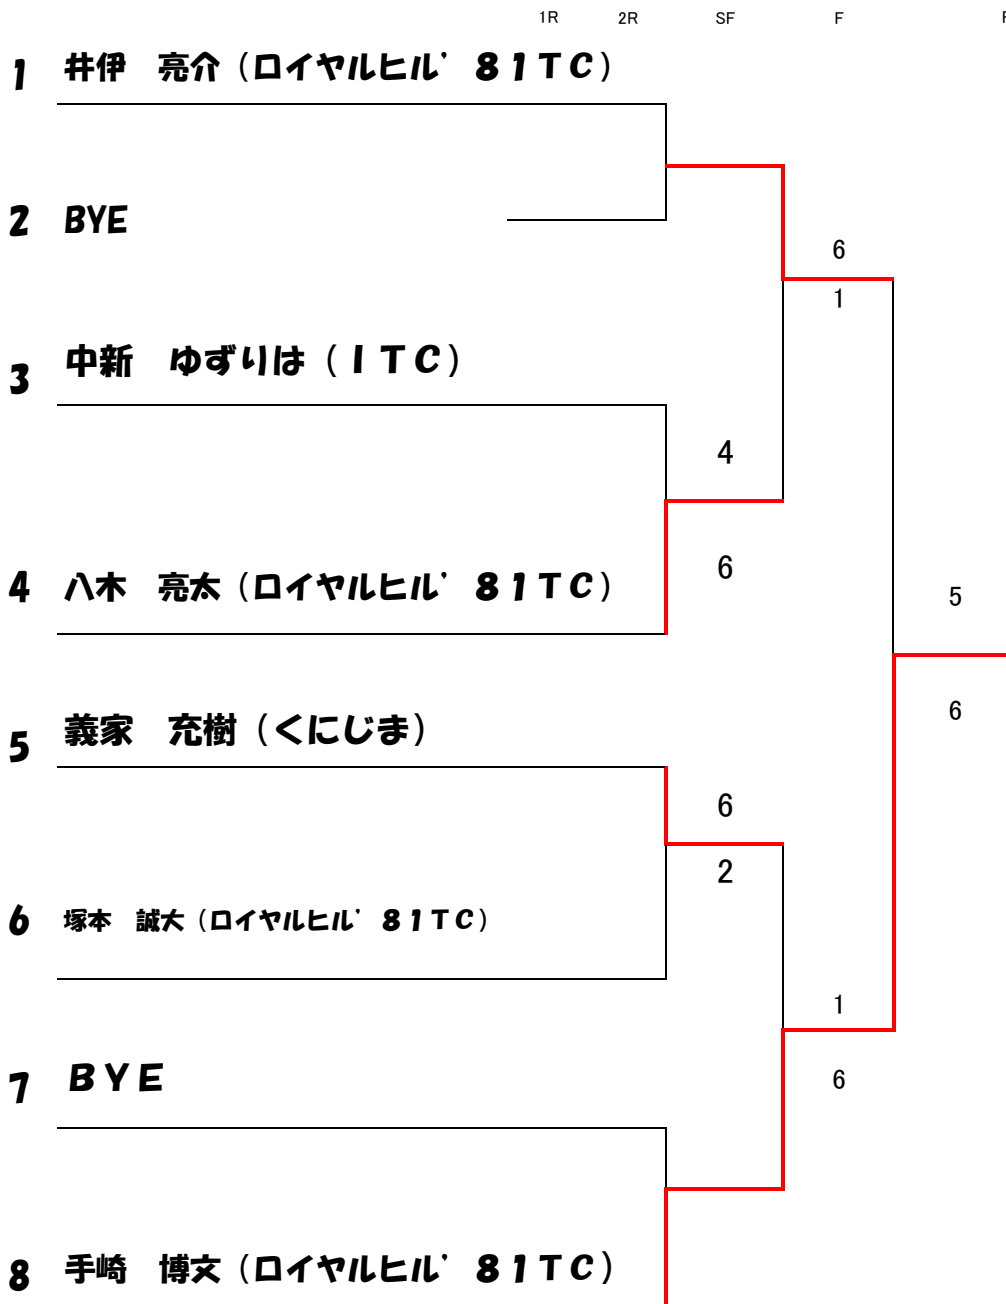 1R 2R SF F
1 井伊　亮介（ロイヤルヒル’８１ＴＣ）
2 BYE
6
1
3 中新　ゆずりは（ＩＴＣ）
4
6
4 八木　亮太（ロイヤルヒル’８１ＴＣ）
5
6
5 義家　充樹（くにじま）
6
2
6 塚本　誠大（ロイヤルヒル’８１ＴＣ）
1
6
7 ＢＹＥ
8 手崎　博文（ロイヤルヒル’８１ＴＣ）